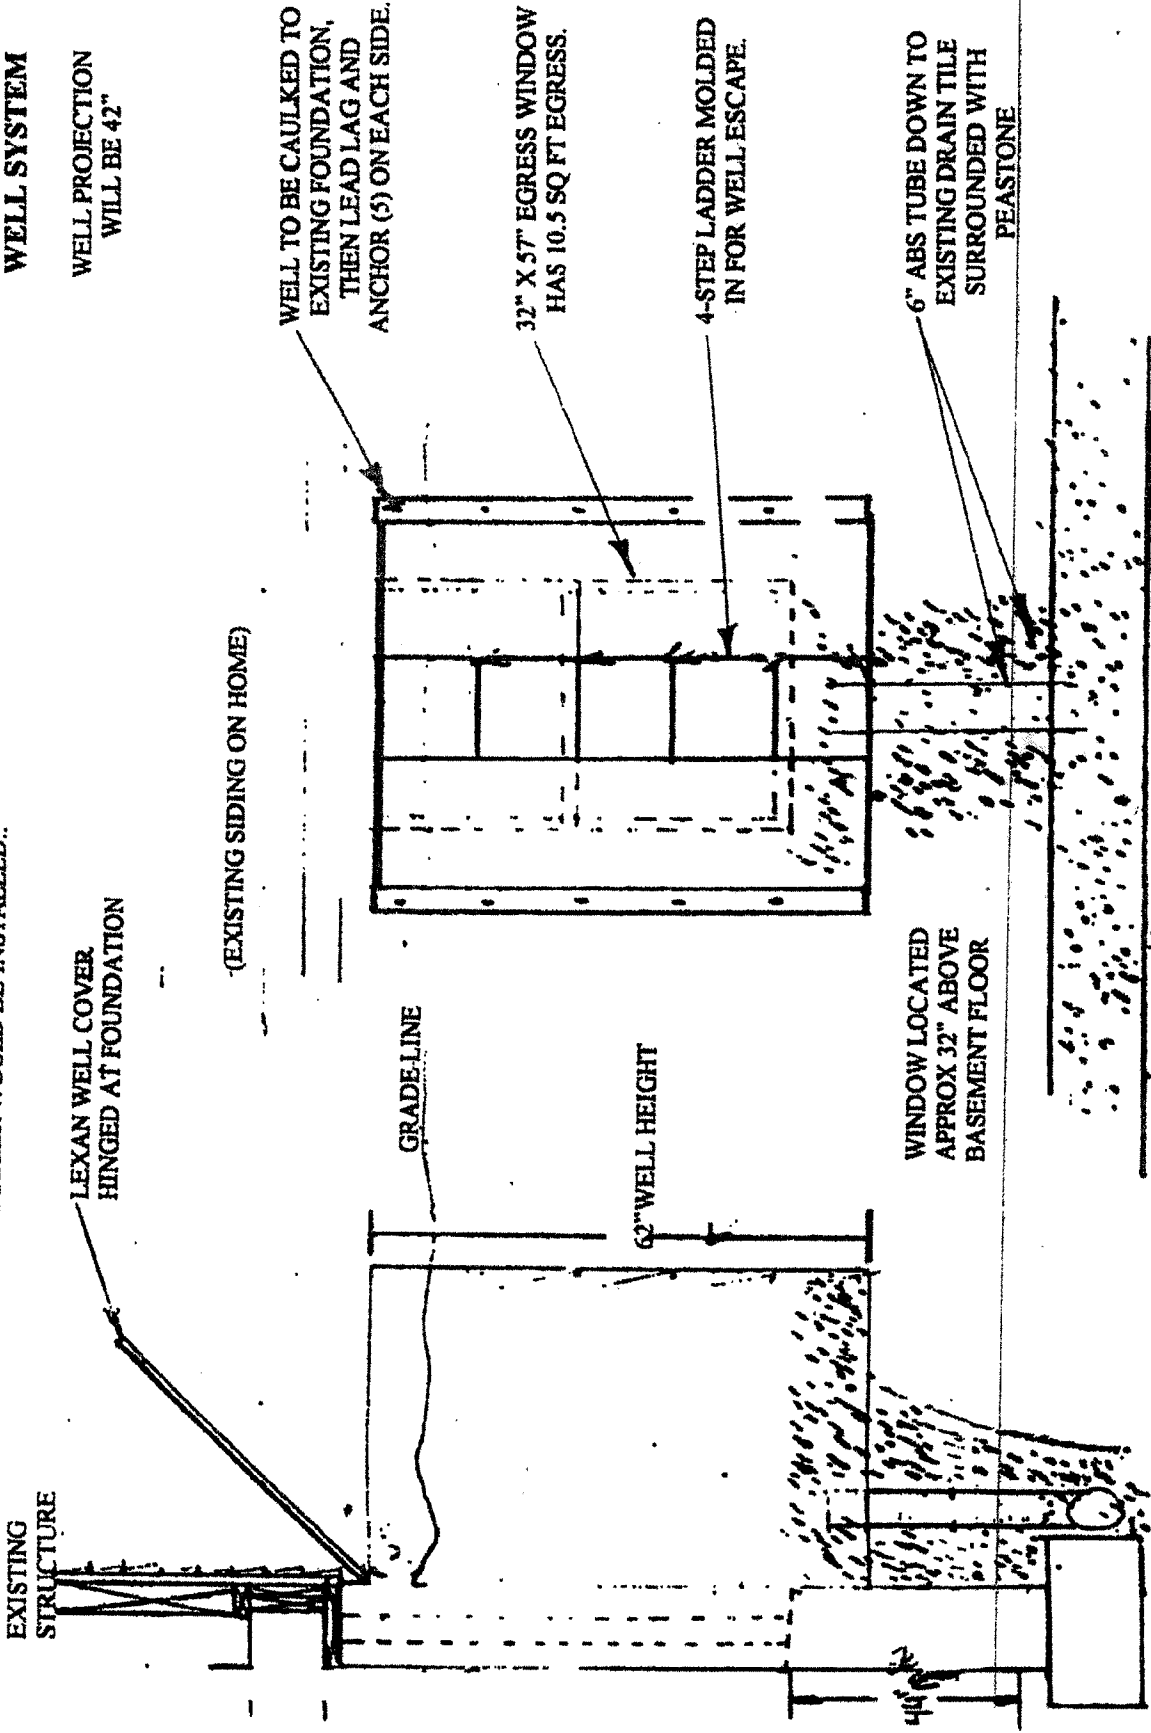 WELL SYSTEM
WELL PROJECTION
WILL BE 42"
WELL TO BE CAULKED TO
EXISTING FOUNDATION,
THEN LEAD LAG AND
ANCHOR (5) ON EACH SIDE.
32" X 57" EGRESS WINDOW
HAS 10.5 SQ FT EGRESS.
4-STEP LADDER MOLDED
IN FOR WELL ESCAPE.
6" ABS TUBE DOWN TO
EXISTING DRAIN TILE
SURROUNDED WITH
PEASTONE
BE INSTALLED..
LEXAN WELL COVER
HINGED AT FOUNDATION
(EXISTING SIDING ON HOME)
GRADE-LINE
62" WELL HEIGHT
WINDOW LOCATED
APPROX 32" ABOVE
BASEMENT FLOOR
EXISTING
STRUCTURE